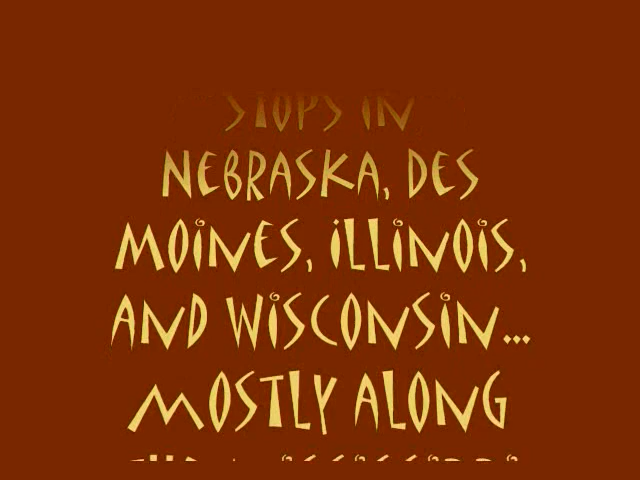 STOPS IN
NEBRASKA, DES
MOINES, ILLINOIS,
AND WISCONSIN...
MOSTLY ALONG